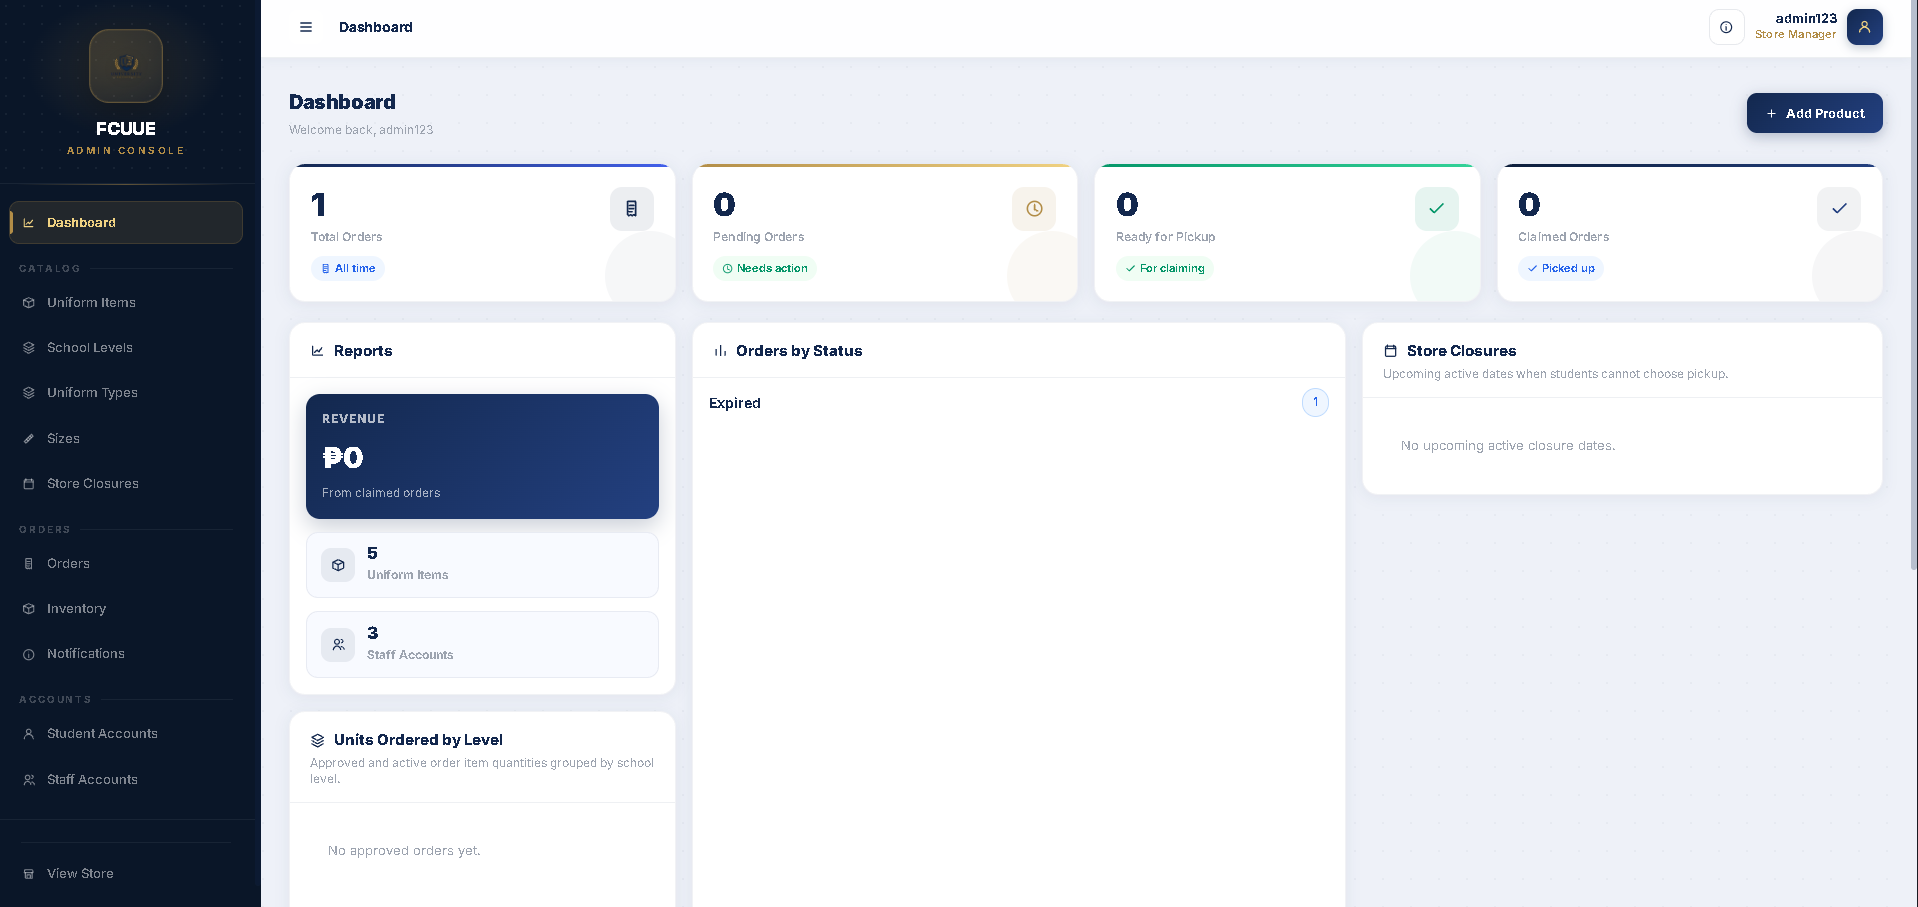 FCUUE
ADMIN CONSOLE
Dashboard
CATALOG
Uniform Items
School Levels
Uniform Types
Sizes
Store Closures
ORDERS
Orders
Inventory
Notifications
ACCOUNTS
Student Accounts
Staff Accounts
View Store
Dashboard
admin123
Store Manager
Dashboard
Welcome back, admin123
+ Add Product
1
Total Orders
All time
0
Pending Orders
Needs action
0
Ready for Pickup
For claiming
0
Claimed Orders
Picked up
Reports
REVENUE
₱0
From claimed orders
5
Uniform Items
3
Staff Accounts
Units Ordered by Level
Approved and active order item quantities grouped by school
level.
No approved orders yet.
Orders by Status
Expired 1
Store Closures
Upcoming active dates when students cannot choose pickup.
No upcoming active closure dates.